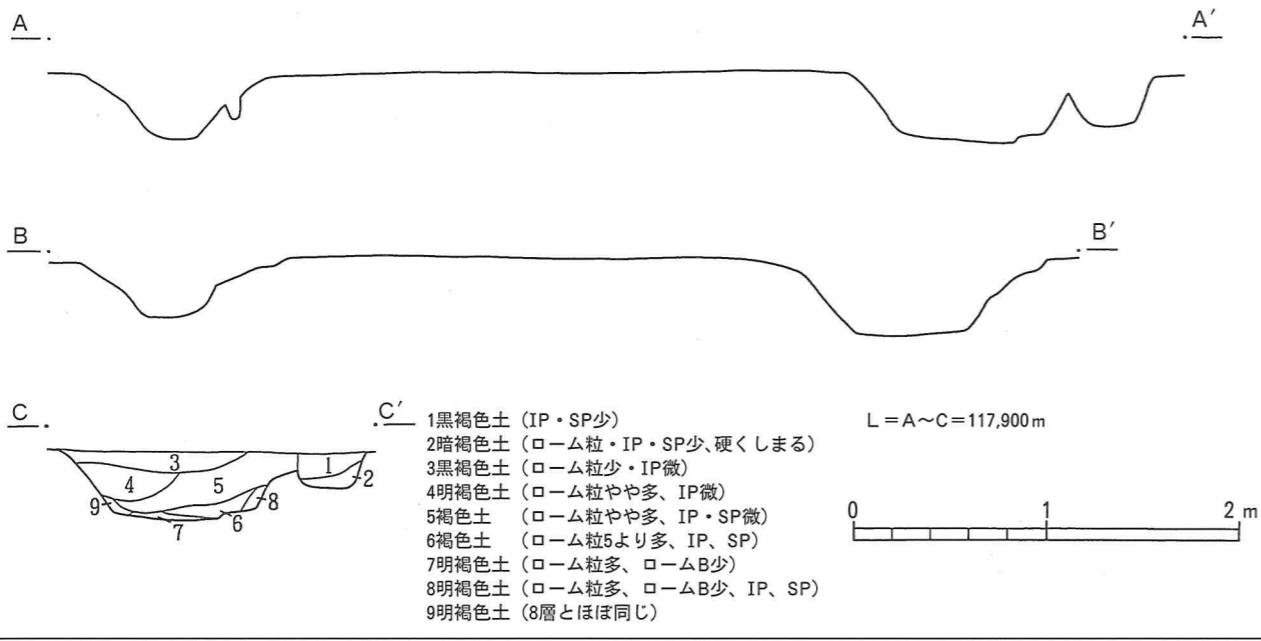 A A′
B B′
C C′
1黒褐色土（IP・SP少）
2暗褐色土（ローム粒・IP・SP少、硬くしまる）
3黒褐色土（ローム粒少・IP微）
4明褐色土（ローム粒やや多、IP微）
5褐色土（ローム粒やや多、IP・SP微）
6褐色土（ローム粒5より多、IP、SP）
7明褐色土（ローム粒多、ロームB少）
8明褐色土（ローム粒多、ロームB少、IP、SP）
9明褐色土（8層とほぼ同じ）
L＝A～C＝117,900m
0 1 2 m
3 1
4 5 2
9 8
7 6